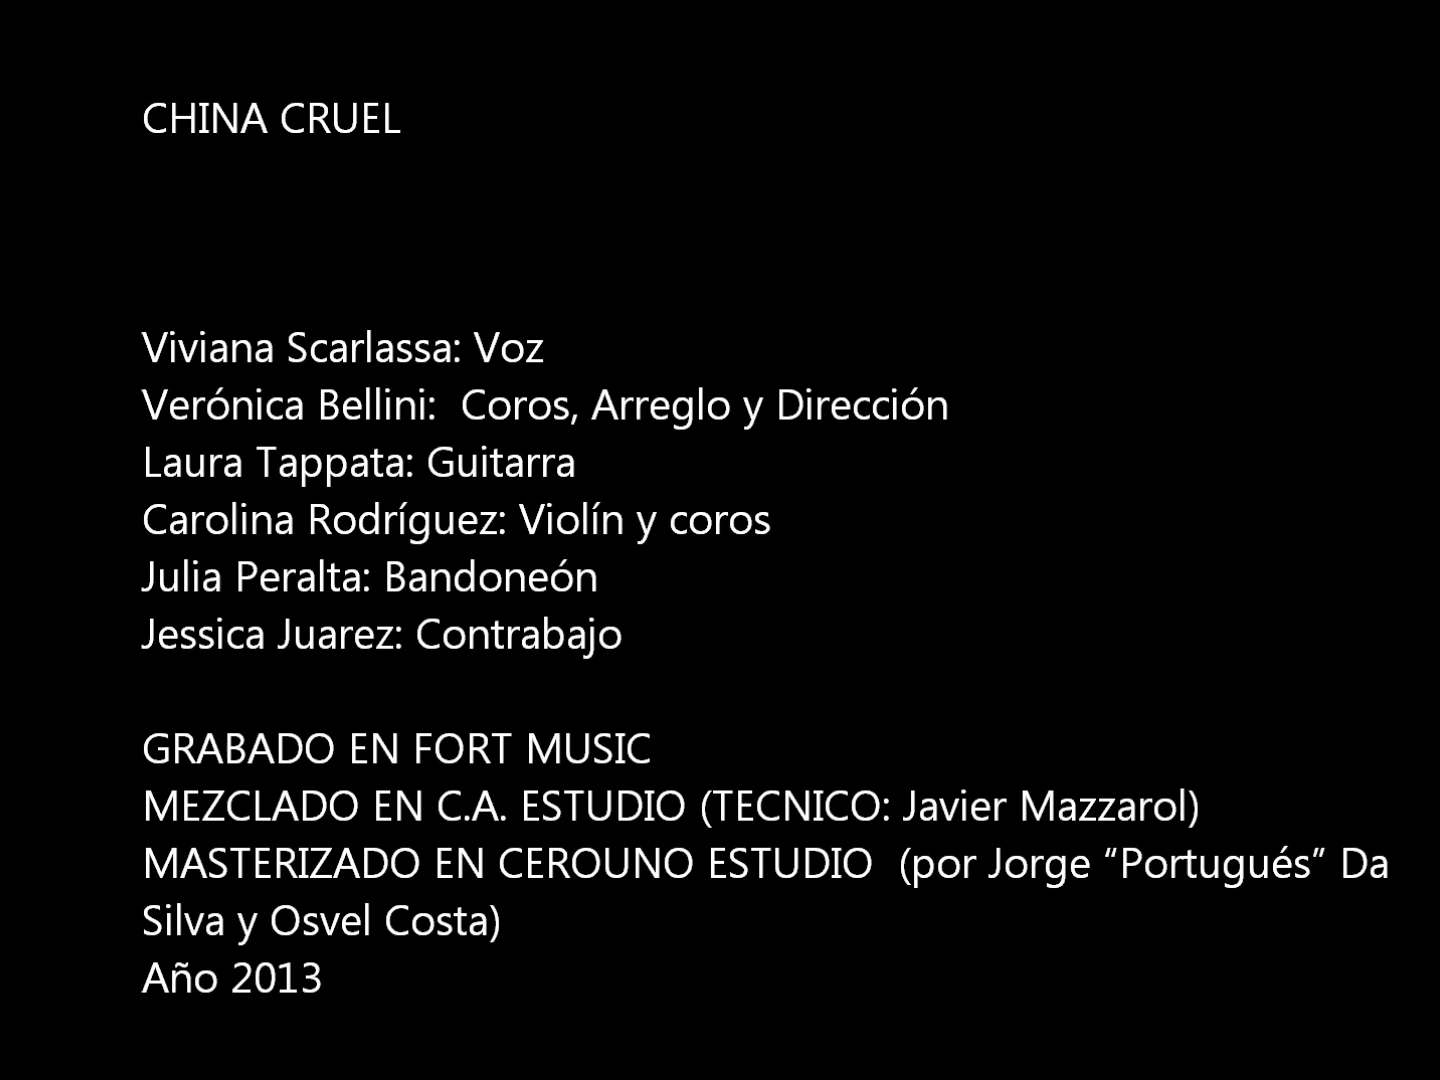 CHINA CRUEL
Viviana Scarlassa: Voz
Verónica Bellini:  Coros, Arreglo y Dirección
Laura Tappata: Guitarra
Carolina Rodríguez: Violín y coros
Julia Peralta: Bandoneón
Jessica Juarez: Contrabajo
GRABADO EN FORT MUSIC
MEZCLADO EN C.A. ESTUDIO (TECNICO: Javier Mazzarol)
MASTERIZADO EN CEROUNO ESTUDIO  (por Jorge “Portugués” Da
Silva y Osvel Costa)
Año 2013